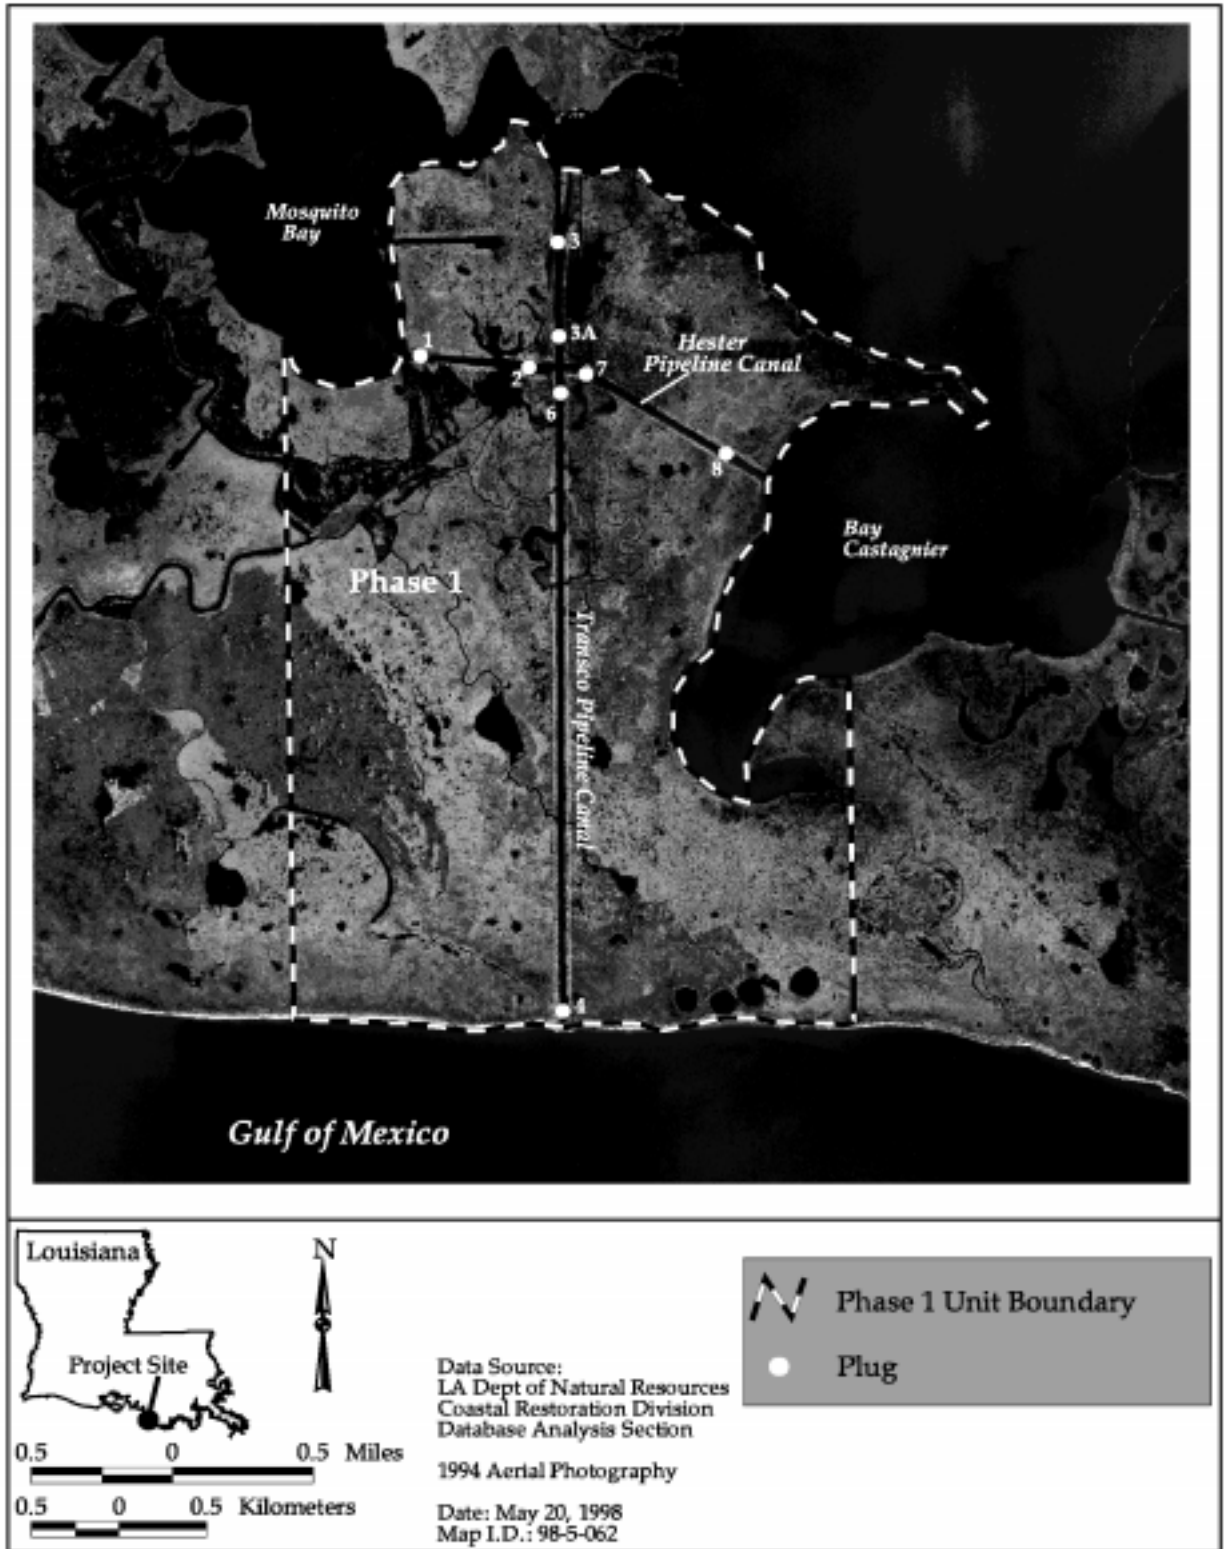 Mosquito
Bay
3
3A
1
Hester
Pipeline Canal
2
7
6
8
Bay
Castagnier
Phase 1
Transco Pipeline Canal
4
Gulf of Mexico
Louisiana
Project Site
N
0.5 0 0.5 Miles
0.5 0 0.5 Kilometers
Data Source:
LA Dept of Natural Resources
Coastal Restoration Division
Database Analysis Section
1994 Aerial Photography
Date: May 20, 1998
Map I.D.: 98-5-062
Phase 1 Unit Boundary
Plug